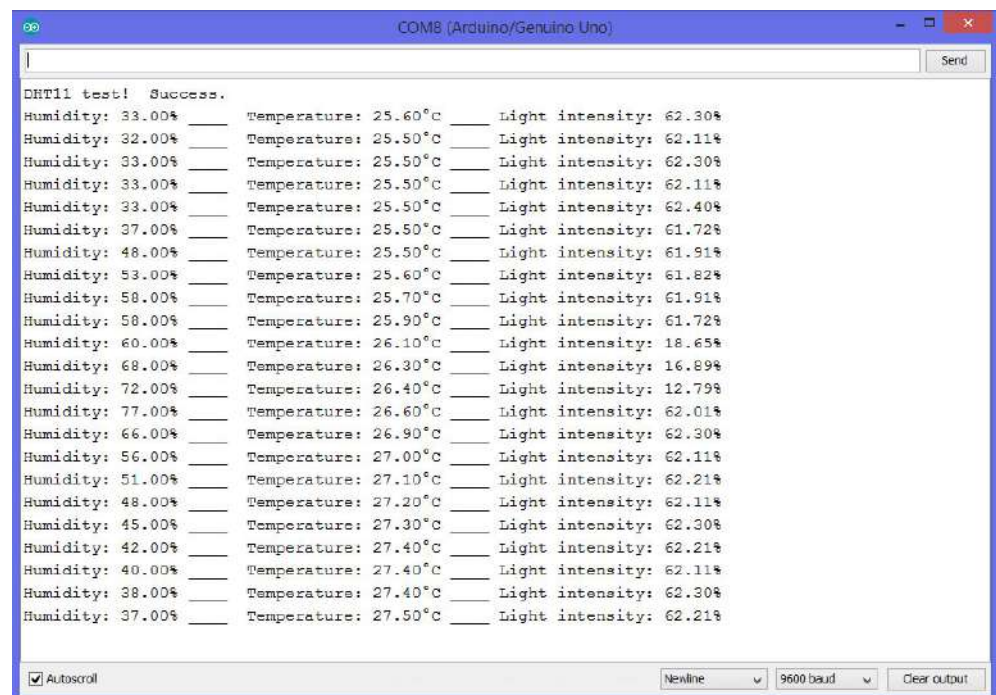 COM8 (Arduino/Genuino Uno)
Send
DHT11 test!  Success.
Humidity: 33.00% ____  Temperature: 25.60°C ____ Light intensity: 62.30%
Humidity: 32.00% ____  Temperature: 25.50°C ____ Light intensity: 62.11%
Humidity: 33.00% ____  Temperature: 25.50°C ____ Light intensity: 62.30%
Humidity: 33.00% ____  Temperature: 25.50°C ____ Light intensity: 62.11%
Humidity: 33.00% ____  Temperature: 25.50°C ____ Light intensity: 62.40%
Humidity: 37.00% ____  Temperature: 25.50°C ____ Light intensity: 61.72%
Humidity: 48.00% ____  Temperature: 25.50°C ____ Light intensity: 61.91%
Humidity: 53.00% ____  Temperature: 25.60°C ____ Light intensity: 61.82%
Humidity: 58.00% ____  Temperature: 25.70°C ____ Light intensity: 61.91%
Humidity: 58.00% ____  Temperature: 25.90°C ____ Light intensity: 61.72%
Humidity: 60.00% ____  Temperature: 26.10°C ____ Light intensity: 18.65%
Humidity: 68.00% ____  Temperature: 26.30°C ____ Light intensity: 16.89%
Humidity: 72.00% ____  Temperature: 26.40°C ____ Light intensity: 12.79%
Humidity: 77.00% ____  Temperature: 26.60°C ____ Light intensity: 62.01%
Humidity: 66.00% ____  Temperature: 26.90°C ____ Light intensity: 62.30%
Humidity: 56.00% ____  Temperature: 27.00°C ____ Light intensity: 62.11%
Humidity: 51.00% ____  Temperature: 27.10°C ____ Light intensity: 62.21%
Humidity: 48.00% ____  Temperature: 27.20°C ____ Light intensity: 62.11%
Humidity: 45.00% ____  Temperature: 27.30°C ____ Light intensity: 62.30%
Humidity: 42.00% ____  Temperature: 27.40°C ____ Light intensity: 62.21%
Humidity: 40.00% ____  Temperature: 27.40°C ____ Light intensity: 62.11%
Humidity: 38.00% ____  Temperature: 27.40°C ____ Light intensity: 62.30%
Humidity: 37.00% ____  Temperature: 27.50°C ____ Light intensity: 62.21%
Autoscroll Newline 9600 baud Clear output